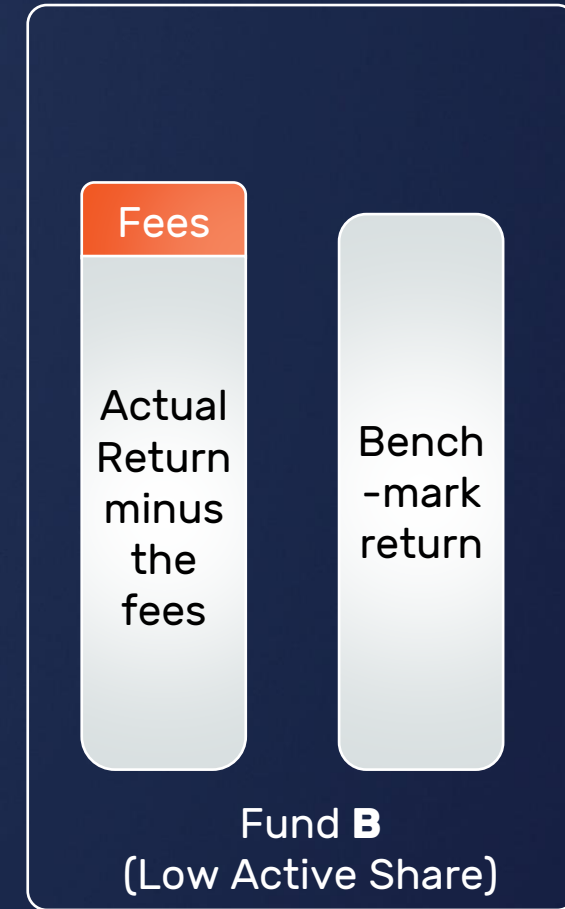 Fees
Actual
Return
minus
the
fees
Bench
-mark
return
Fund B
(Low Active Share)